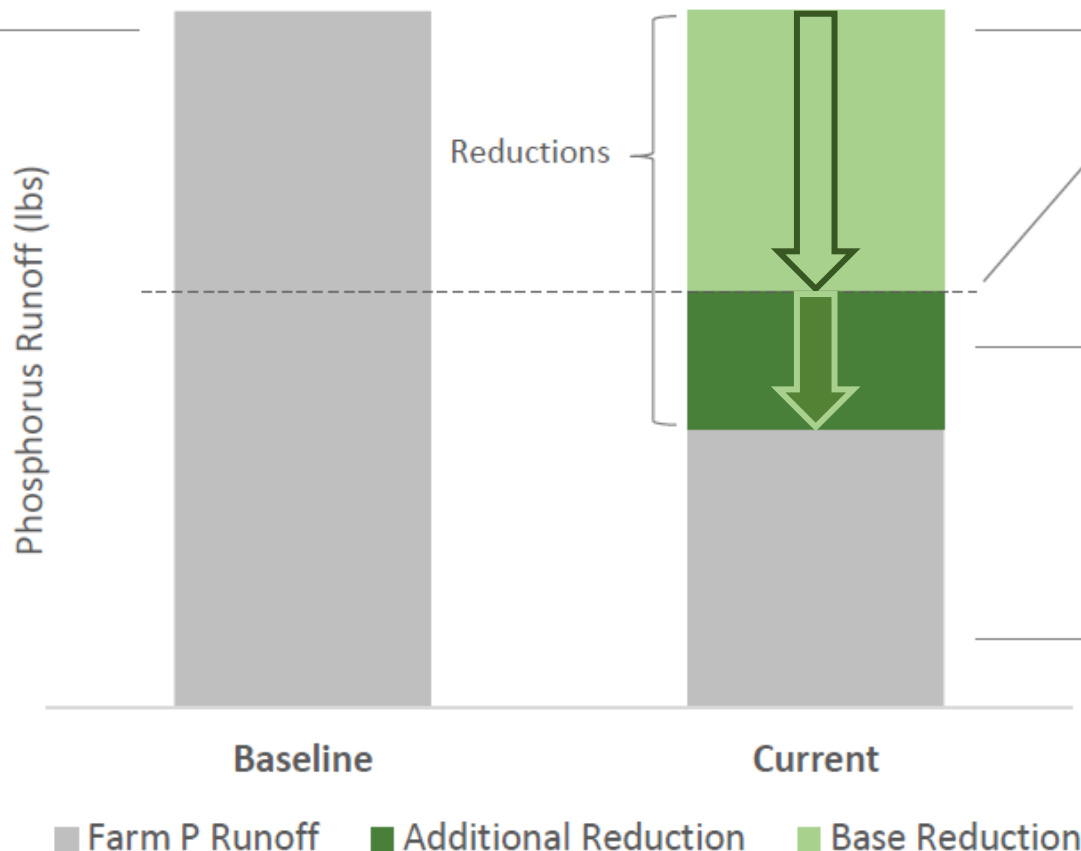 Phosphorus Runoff (lbs)
Reductions
Baseline
Current
Farm P Runoff
Additional Reduction
Base Reduction